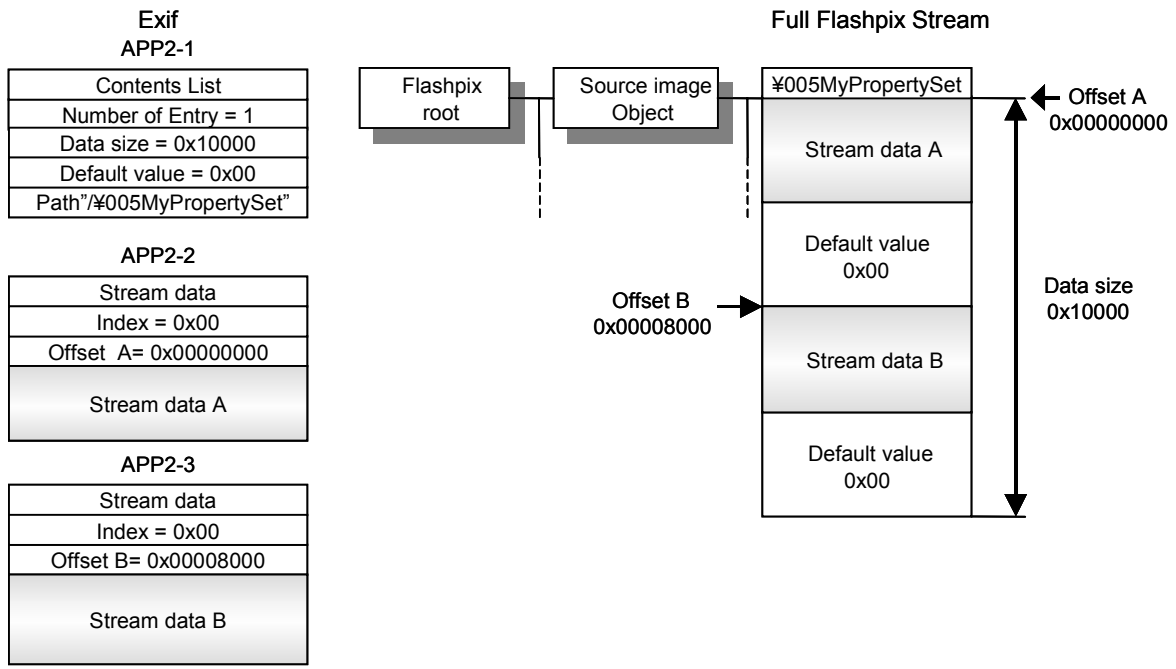 Exif
APP2-1
Contents List
Number of Entry = 1
Data size = 0x10000
Default value = 0x00
Path"/¥005MyPropertySet"
APP2-2
Stream data
Index = 0x00
Offset A= 0x00000000
Stream data A
APP2-3
Stream data
Index = 0x00
Offset B= 0x00008000
Stream data B
Full Flashpix Stream
Flashpix
root
Source image
Object
¥005MyPropertySet
Stream data A
Default value
0x00
Stream data B
Default value
0x00
Offset A
0x00000000
Offset B
0x00008000
Data size
0x10000